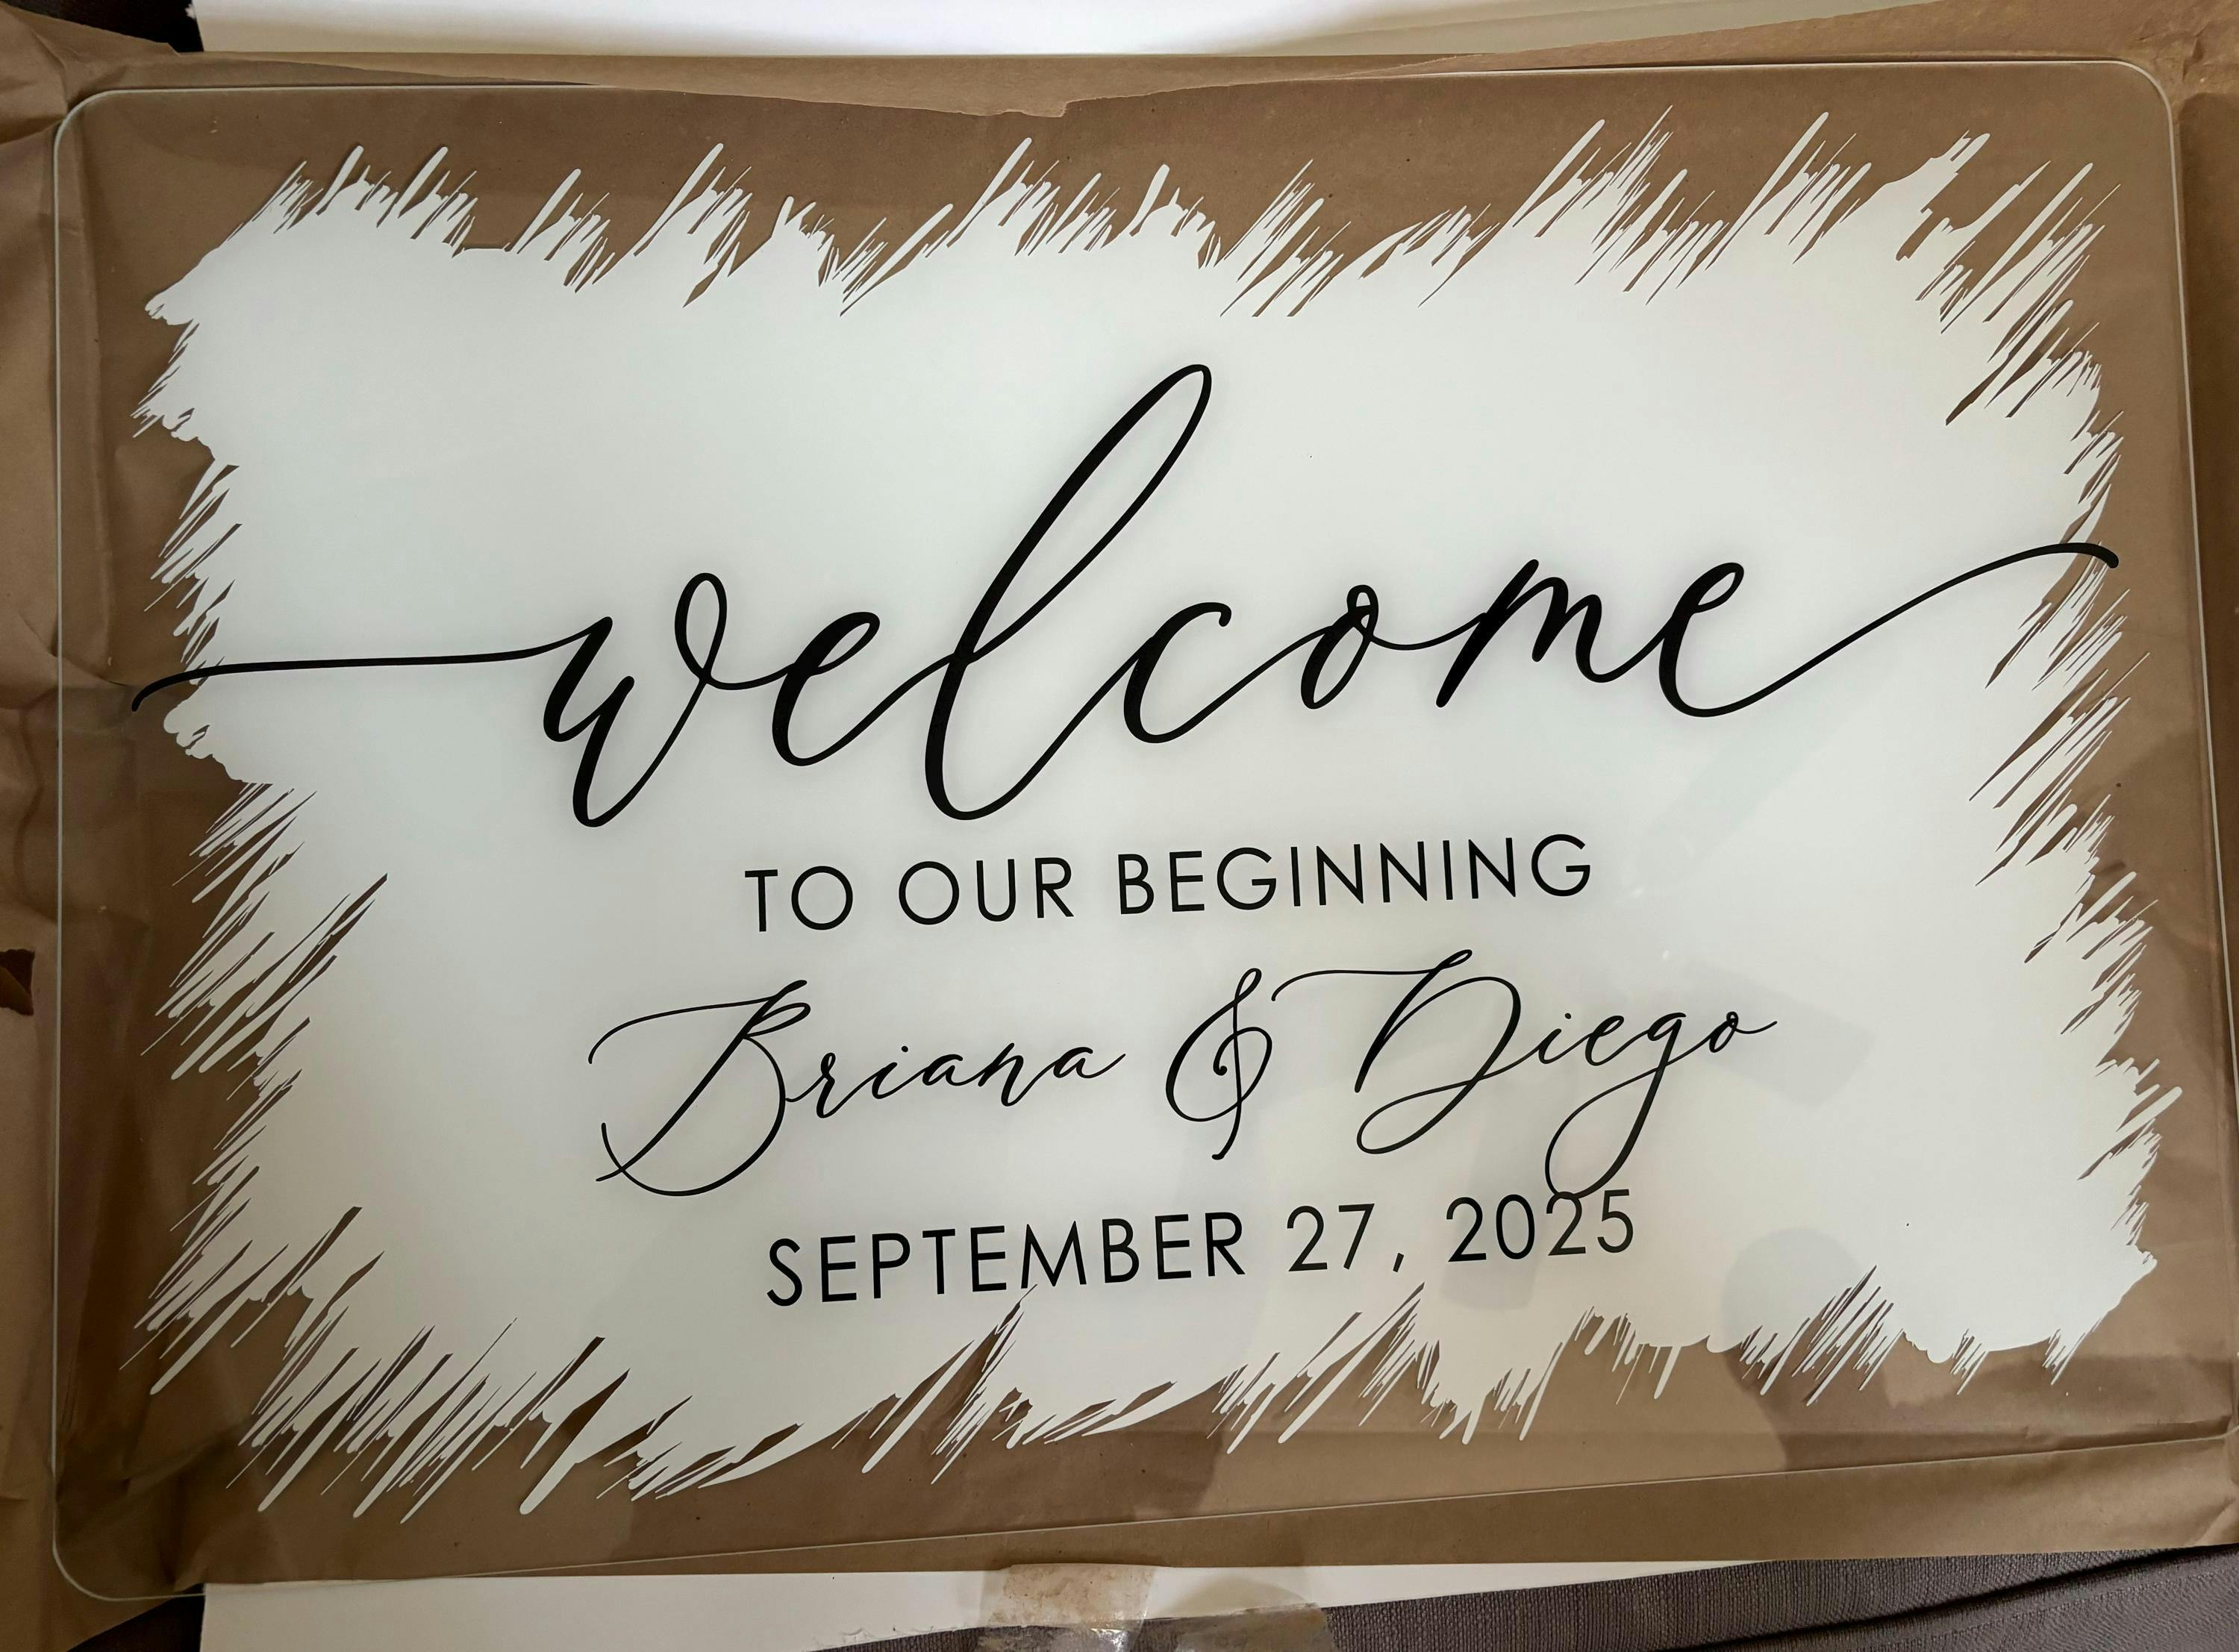 welcome
TO OUR BEGINNING
Briana & Diego
SEPTEMBER 27, 2025